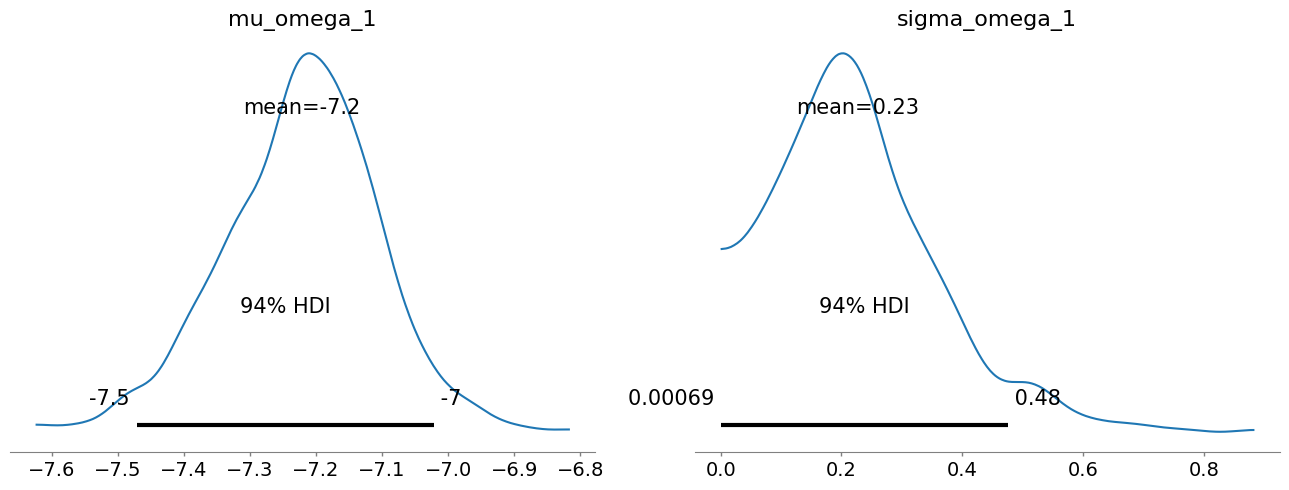 mu_omega_1
mean=-7.2
94% HDI
-7.5
-7
−7.6 −7.5 −7.4 −7.3 −7.2 −7.1 −7.0 −6.9 −6.8
sigma_omega_1
mean=0.23
94% HDI
0.00069
0.48
0.0 0.2 0.4 0.6 0.8